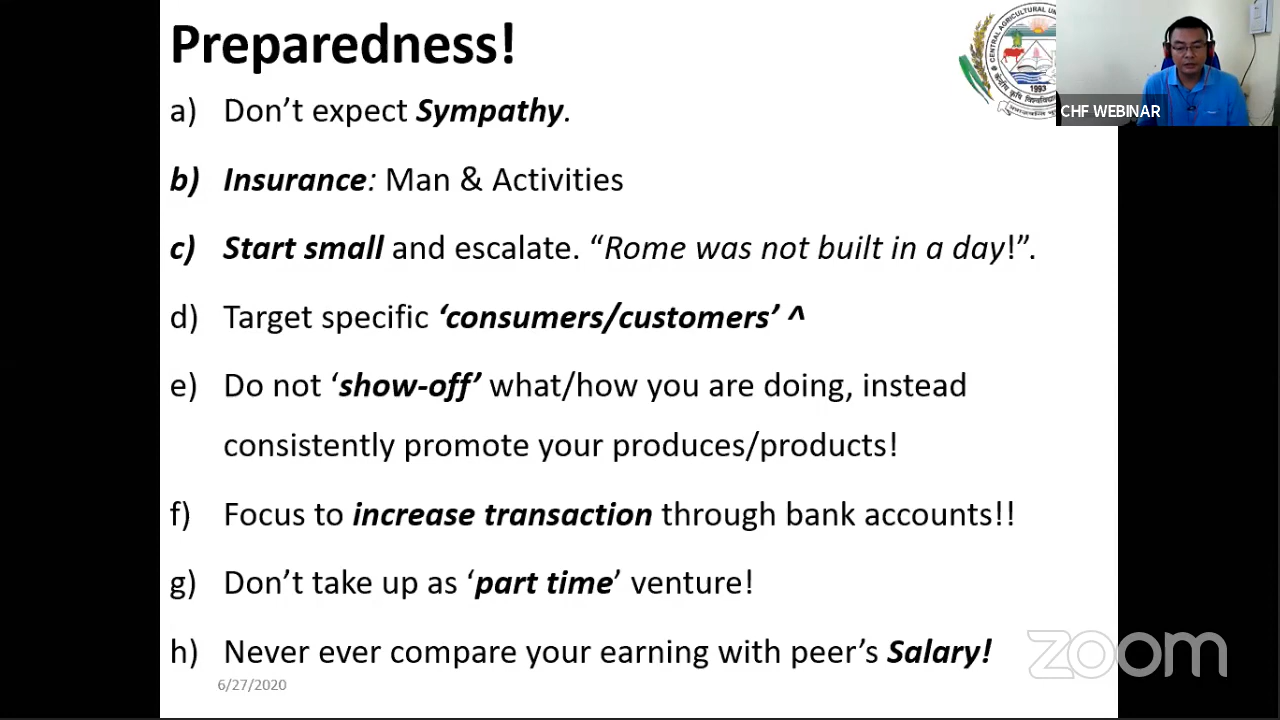 Preparedness!
a) Don’t expect Sympathy.
b) Insurance: Man & Activities
c) Start small and escalate. “Rome was not built in a day!”.
d) Target specific ‘consumers/customers’ ^
e) Do not ‘show-off’ what/how you are doing, instead
consistently promote your produces/products!
f) Focus to increase transaction through bank accounts!!
g) Don’t take up as ‘part time’ venture!
h) Never ever compare your earning with peer’s Salary!
6/27/2020
CENTRAL AGRICULTURAL
1993
CHF WEBINAR
zoom